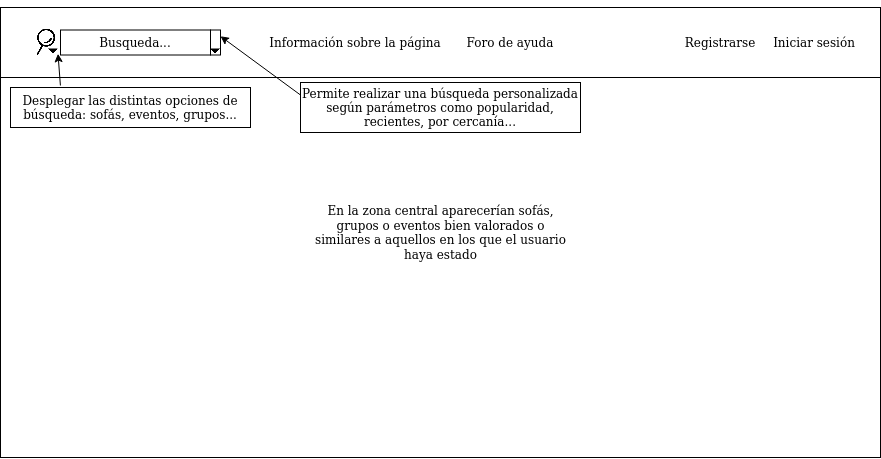 Busqueda...
Información sobre la página
Foro de ayuda
Registrarse
Iniciar sesión
Desplegar las distintas opciones de
búsqueda: sofás, eventos, grupos...
Permite realizar una búsqueda personalizada
según parámetros como popularidad,
recientes, por cercanía...
En la zona central aparecerían sofás,
grupos o eventos bien valorados o
similares a aquellos en los que el usuario
haya estado